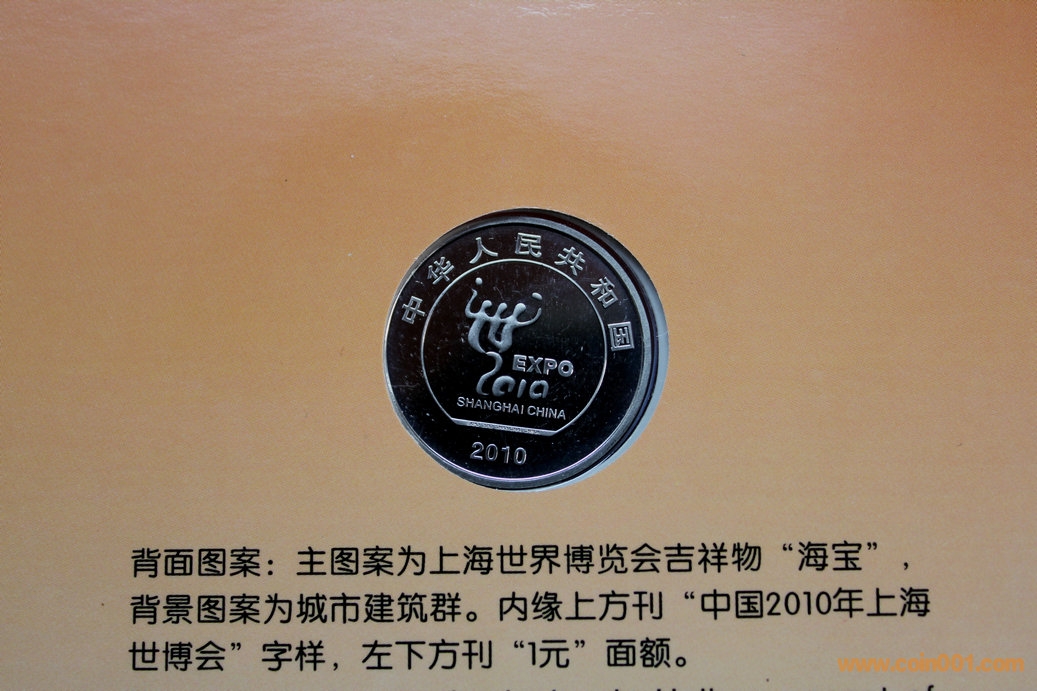 中华人民共和国
EXPO
2010
SHANGHAI CHINA
2010
背面图案：主图案为上海世界博览会吉祥物“海宝”，
背景图案为城市建筑群。内缘上方刊“中国2010年上海
世博会”字样，左下方刊“1元”面额。
www.coin001.com